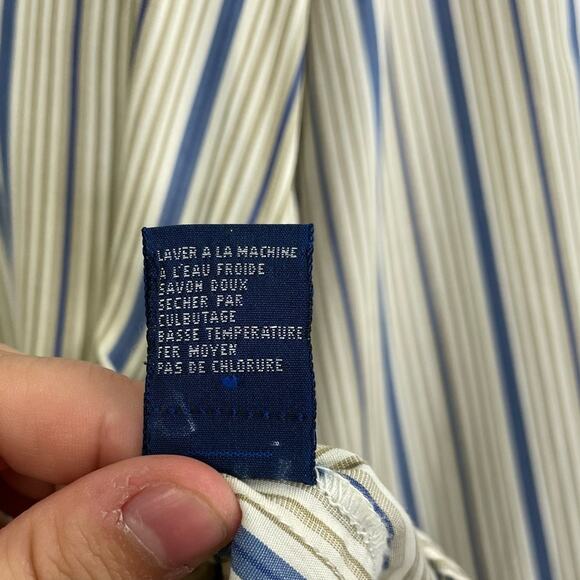 LAVER A LA MACHINE
A L'EAU FROIDE
SAVON DOUX
SECHER PAR
CULBUTAGE
BASSE TEMPERATURE
FER MOYEN
PAS DE CHLORURE